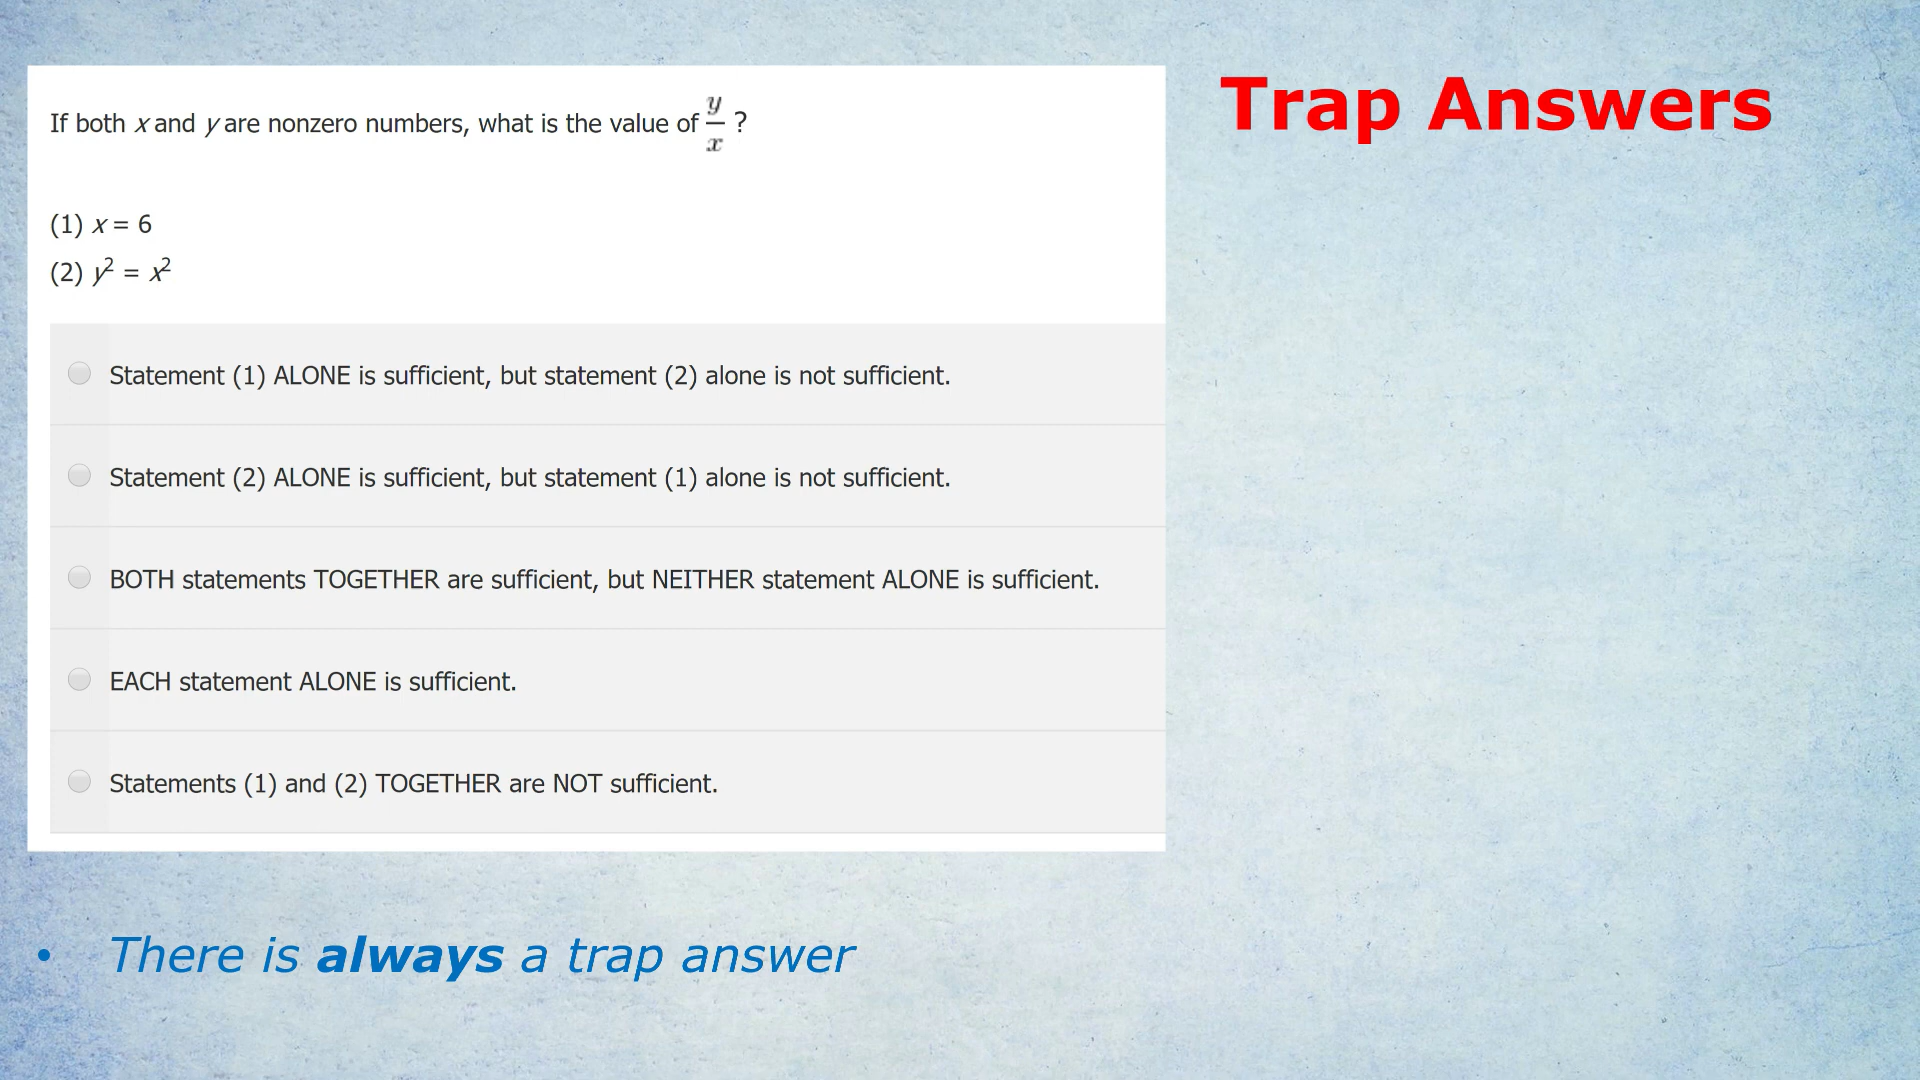 Trap Answers
If both x and y are nonzero numbers, what is the value of y/x ?
(1) x = 6
(2) y² = x²
Statement (1) ALONE is sufficient, but statement (2) alone is not sufficient.
Statement (2) ALONE is sufficient, but statement (1) alone is not sufficient.
BOTH statements TOGETHER are sufficient, but NEITHER statement ALONE is sufficient.
EACH statement ALONE is sufficient.
Statements (1) and (2) TOGETHER are NOT sufficient.
• There is always a trap answer